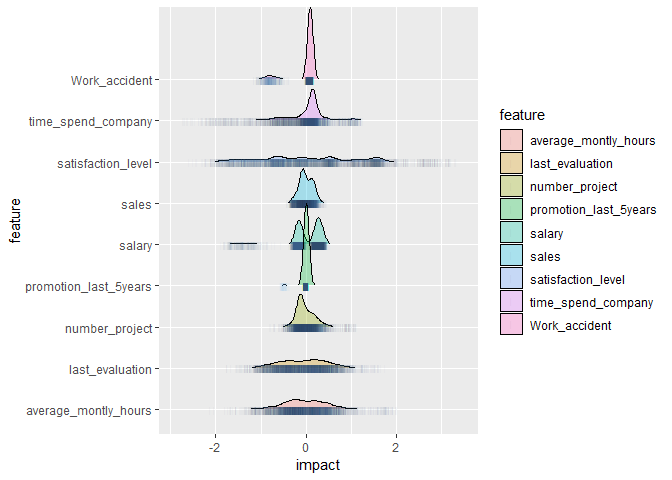 Work_accident
time_spend_company
satisfaction_level
sales
salary
promotion_last_5years
number_project
last_evaluation
average_montly_hours
feature
-2
0
2
impact
feature
average_montly_hours
last_evaluation
number_project
promotion_last_5years
salary
sales
satisfaction_level
time_spend_company
Work_accident